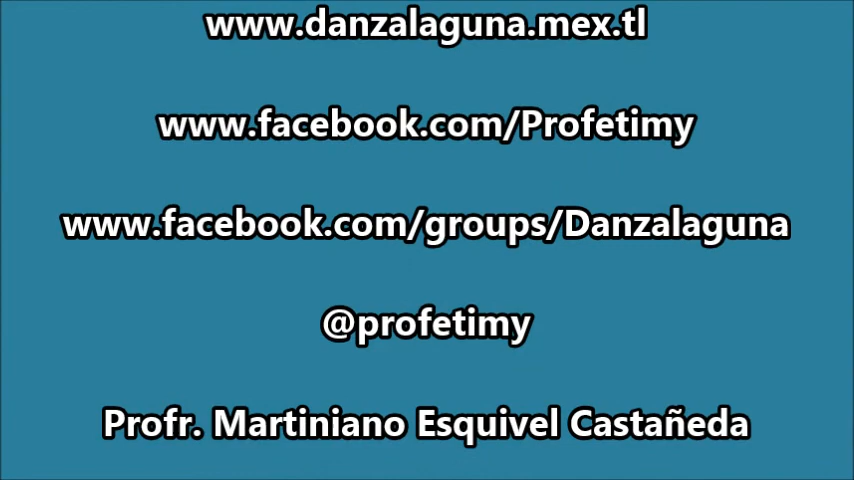 www.danzalaguna.mex.tl
www.facebook.com/Profetimy
www.facebook.com/groups/Danzalaguna
@profetimy
Profr. Martiniano Esquivel Castañeda